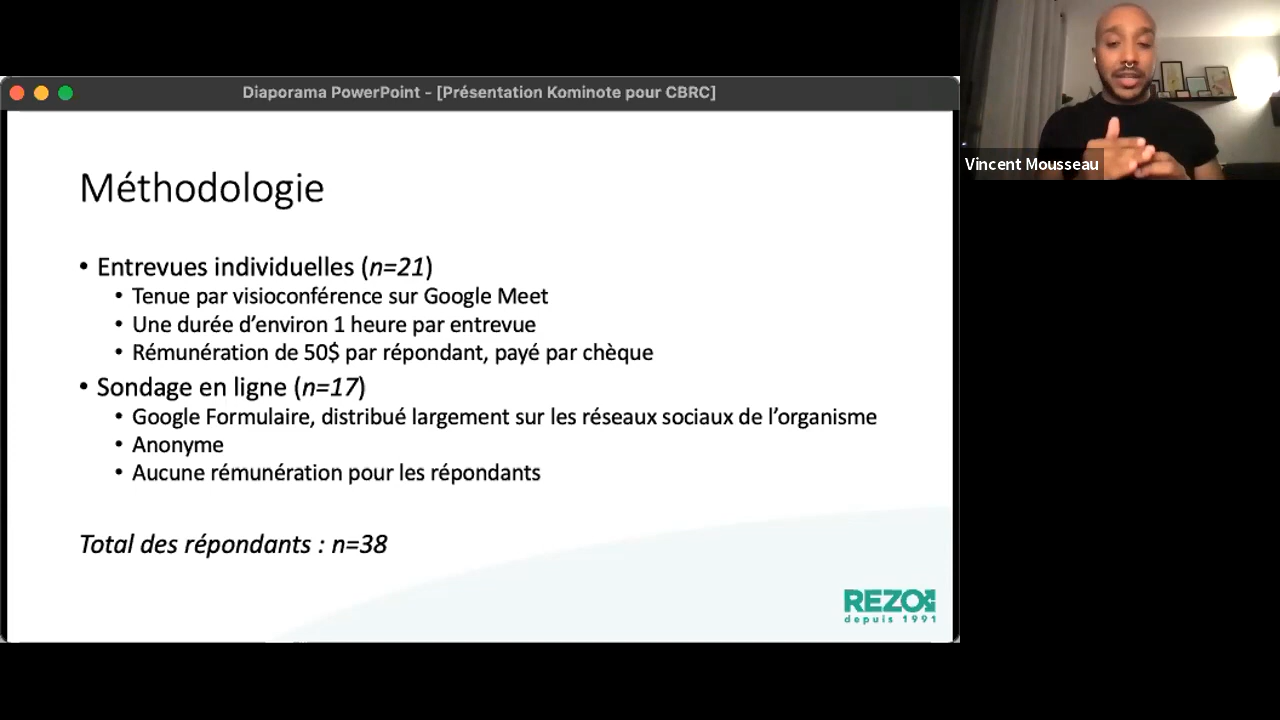 Diaporama PowerPoint - [Présentation Kominote pour CBRC]
Vincent Mousseau
Méthodologie
• Entrevues individuelles (n=21)
• Tenue par visioconférence sur Google Meet
• Une durée d’environ 1 heure par entrevue
• Rémunération de 50$ par répondant, payé par chèque
• Sondage en ligne (n=17)
• Google Formulaire, distribué largement sur les réseaux sociaux de l’organisme
• Anonyme
• Aucune rémunération pour les répondants
Total des répondants : n=38
REZO
depuis 1991